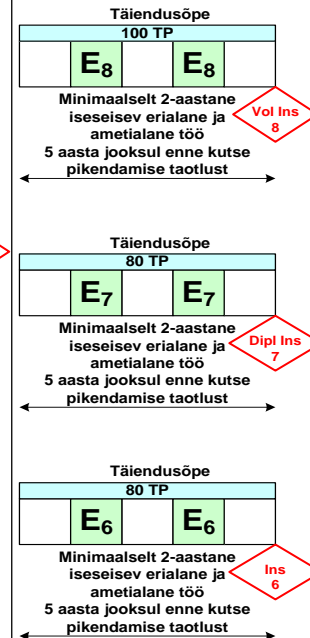 Täiendusõpe
100 TP
E8 E8
Minimaalselt 2-aastane
iseseisev erialane ja
ametialane töö
5 aasta jooksul enne kutse
pikendamise taotlust
Vol Ins
8
Täiendusõpe
80 TP
E7 E7
Minimaalselt 2-aastane
iseseisev erialane ja
ametialane töö
5 aasta jooksul enne kutse
pikendamise taotlust
Dipl Ins
7
Täiendusõpe
80 TP
E6 E6
Minimaalselt 2-aastane
iseseisev erialane ja
ametialane töö
5 aasta jooksul enne kutse
pikendamise taotlust
Ins
6